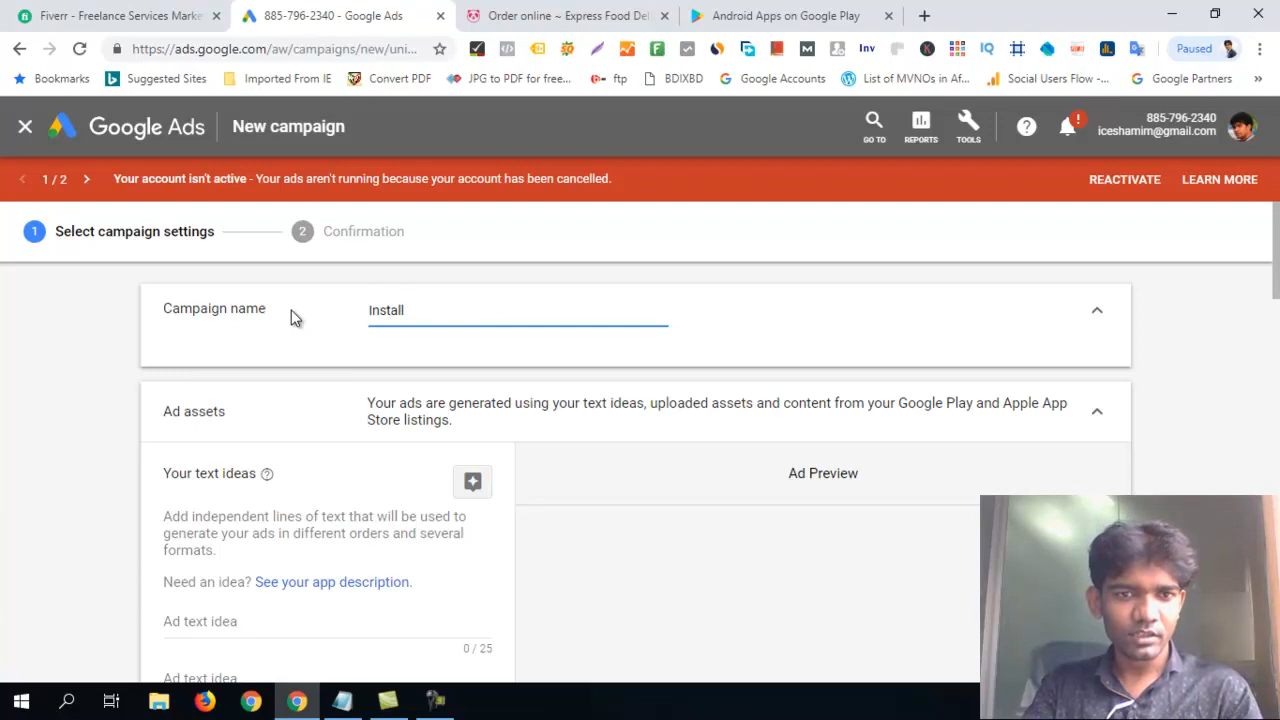 Fiverr - Freelance Services Marke
885-796-2340 - Google Ads
Order online ~ Express Food Del
Android Apps on Google Play
https://ads.google.com/aw/campaigns/new/uni...
Inv
Paused
Bookmarks
Suggested Sites
Imported From IE
Convert PDF
JPG to PDF for free...
ftp
BDIXBD
Google Accounts
List of MVNOs in Af...
Social Users Flow -...
Google Partners
Google Ads
New campaign
GO TO
REPORTS
TOOLS
885-796-2340
iceshamim@gmail.com
1 / 2
Your account isn't active - Your ads aren't running because your account has been cancelled.
REACTIVATE
LEARN MORE
1 Select campaign settings
2 Confirmation
Campaign name
Install
Ad assets
Your ads are generated using your text ideas, uploaded assets and content from your Google Play and Apple App
Store listings.
Your text ideas
Ad Preview
Add independent lines of text that will be used to
generate your ads in different orders and several
formats.
Need an idea? See your app description.
Ad text idea
0 / 25
Ad text idea